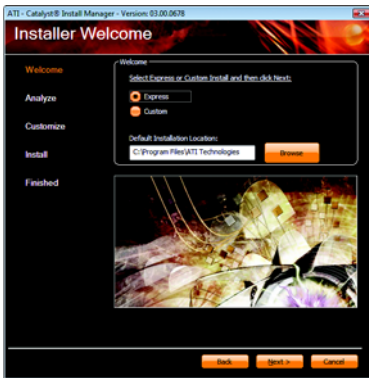 ATI - Catalyst® Install Manager - Version: 03.00.0678
Installer Welcome
Welcome
Analyze
Customize
Install
Finished
Welcome
Select Express or Custom Install and then click Next:
Express
Custom
Default Installation Location:
C:\Program Files\ATI Technologies
Browse
Back
Next >
Cancel